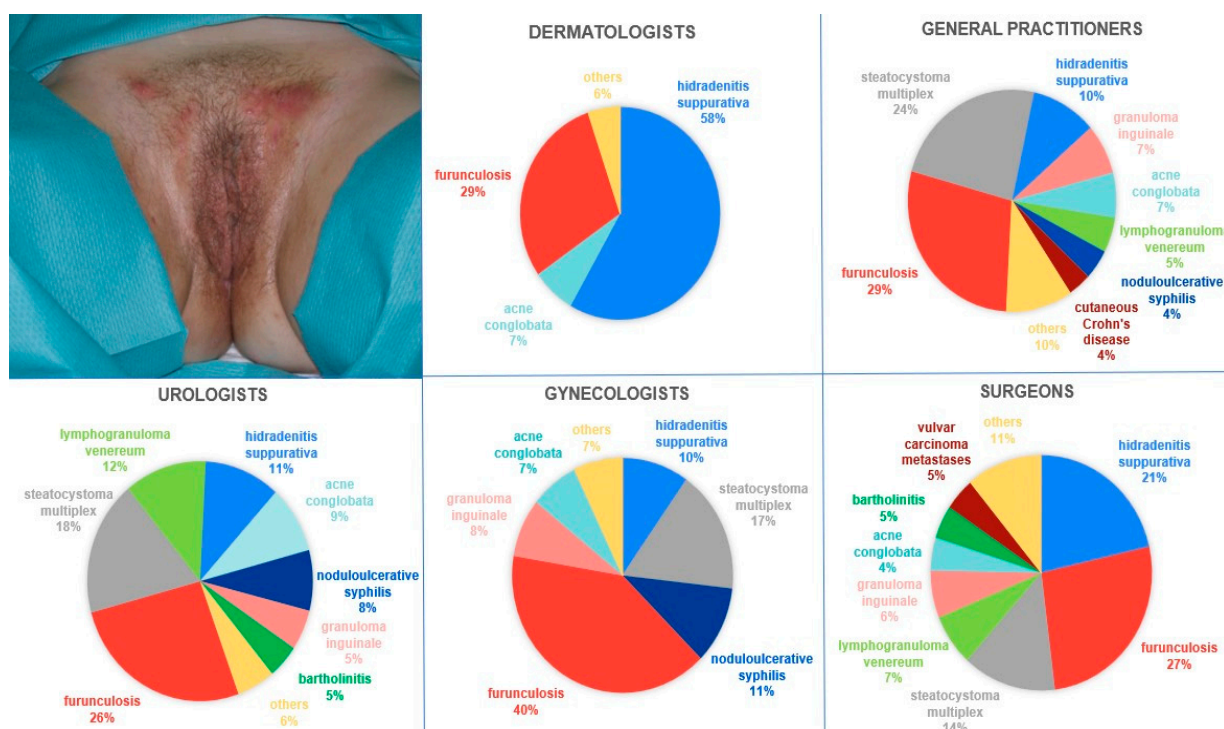 DERMATOLOGISTS
others
6%
hidradenitis
suppurativa
58%
furunculosis
29%
acne
conglobata
7%
GENERAL PRACTITIONERS
steatocystoma
multiplex
24%
hidradenitis
suppurativa
10%
granuloma
inguinale
7%
acne
conglobata
7%
lymphogranuloma
venereum
5%
noduloulcerative
syphilis
4%
cutaneous
Crohn's
disease
4%
others
10%
furunculosis
29%
UROLOGISTS
lymphogranuloma
venereum
12%
hidradenitis
suppurativa
11%
acne
conglobata
9%
steatocystoma
multiplex
18%
noduloulcerative
syphilis
8%
granuloma
inguinale
5%
bartholinitis
5%
others
6%
furunculosis
26%
GYNECOLOGISTS
others
7%
acne
conglobata
7%
hidradenitis
suppurativa
10%
granuloma
inguinale
8%
steatocystoma
multiplex
17%
noduloulcerative
syphilis
11%
furunculosis
40%
SURGEONS
others
11%
vulvar
carcinoma
metastases
5%
hidradenitis
suppurativa
21%
bartholinitis
5%
acne
conglobata
4%
granuloma
inguinale
6%
lymphogranuloma
venereum
7%
furunculosis
27%
steatocystoma
multiplex
14%